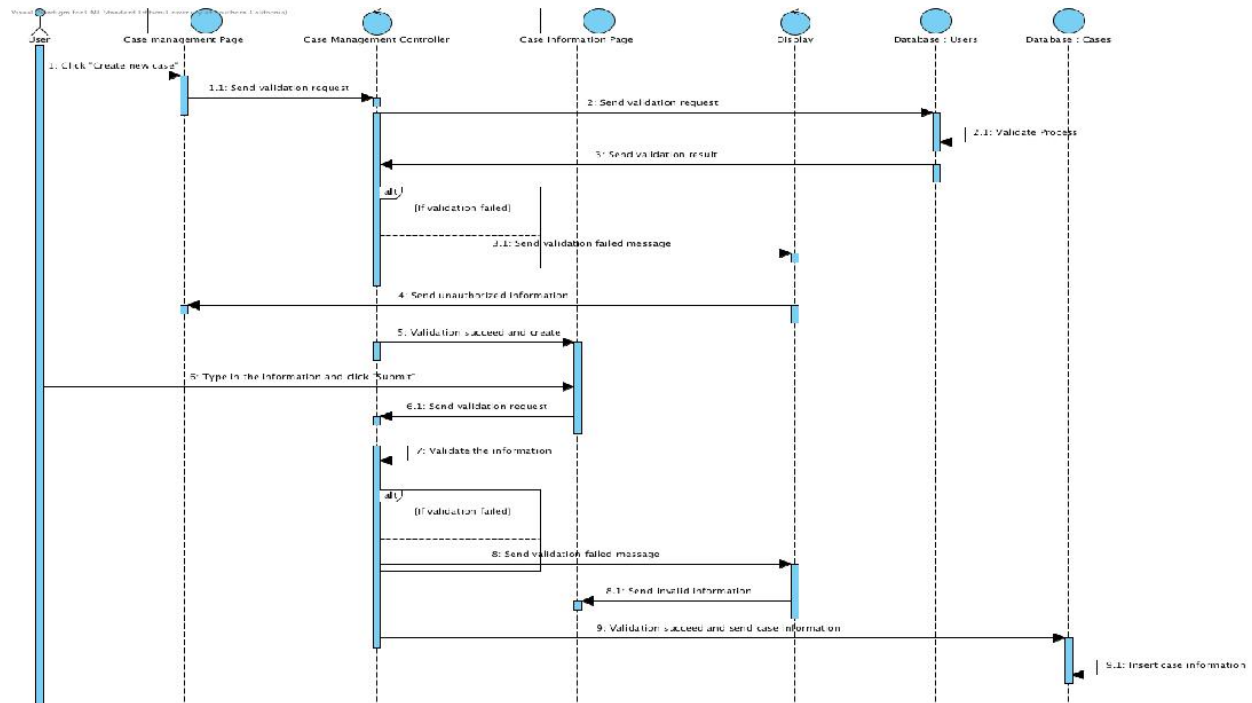 User
Case management Page
Case Management Controller
Case Information Page
Display
Database : Users
Database : Cases
1: Click "Create new case"
1.1: Send validation request
2: Send validation request
2.1: Validate Process
3: Send validation result
alt
[If validation failed]
3.1: Send validation failed message
4: Send unauthorized information
5: Validation succeed and create
6: Type in the information and click "Submit"
6.1: Send validation request
7: Validate the information
alt
[If validation failed]
8: Send validation failed message
8.1: Send invalid information
9: Validation succeed and send case information
9.1: Insert case information